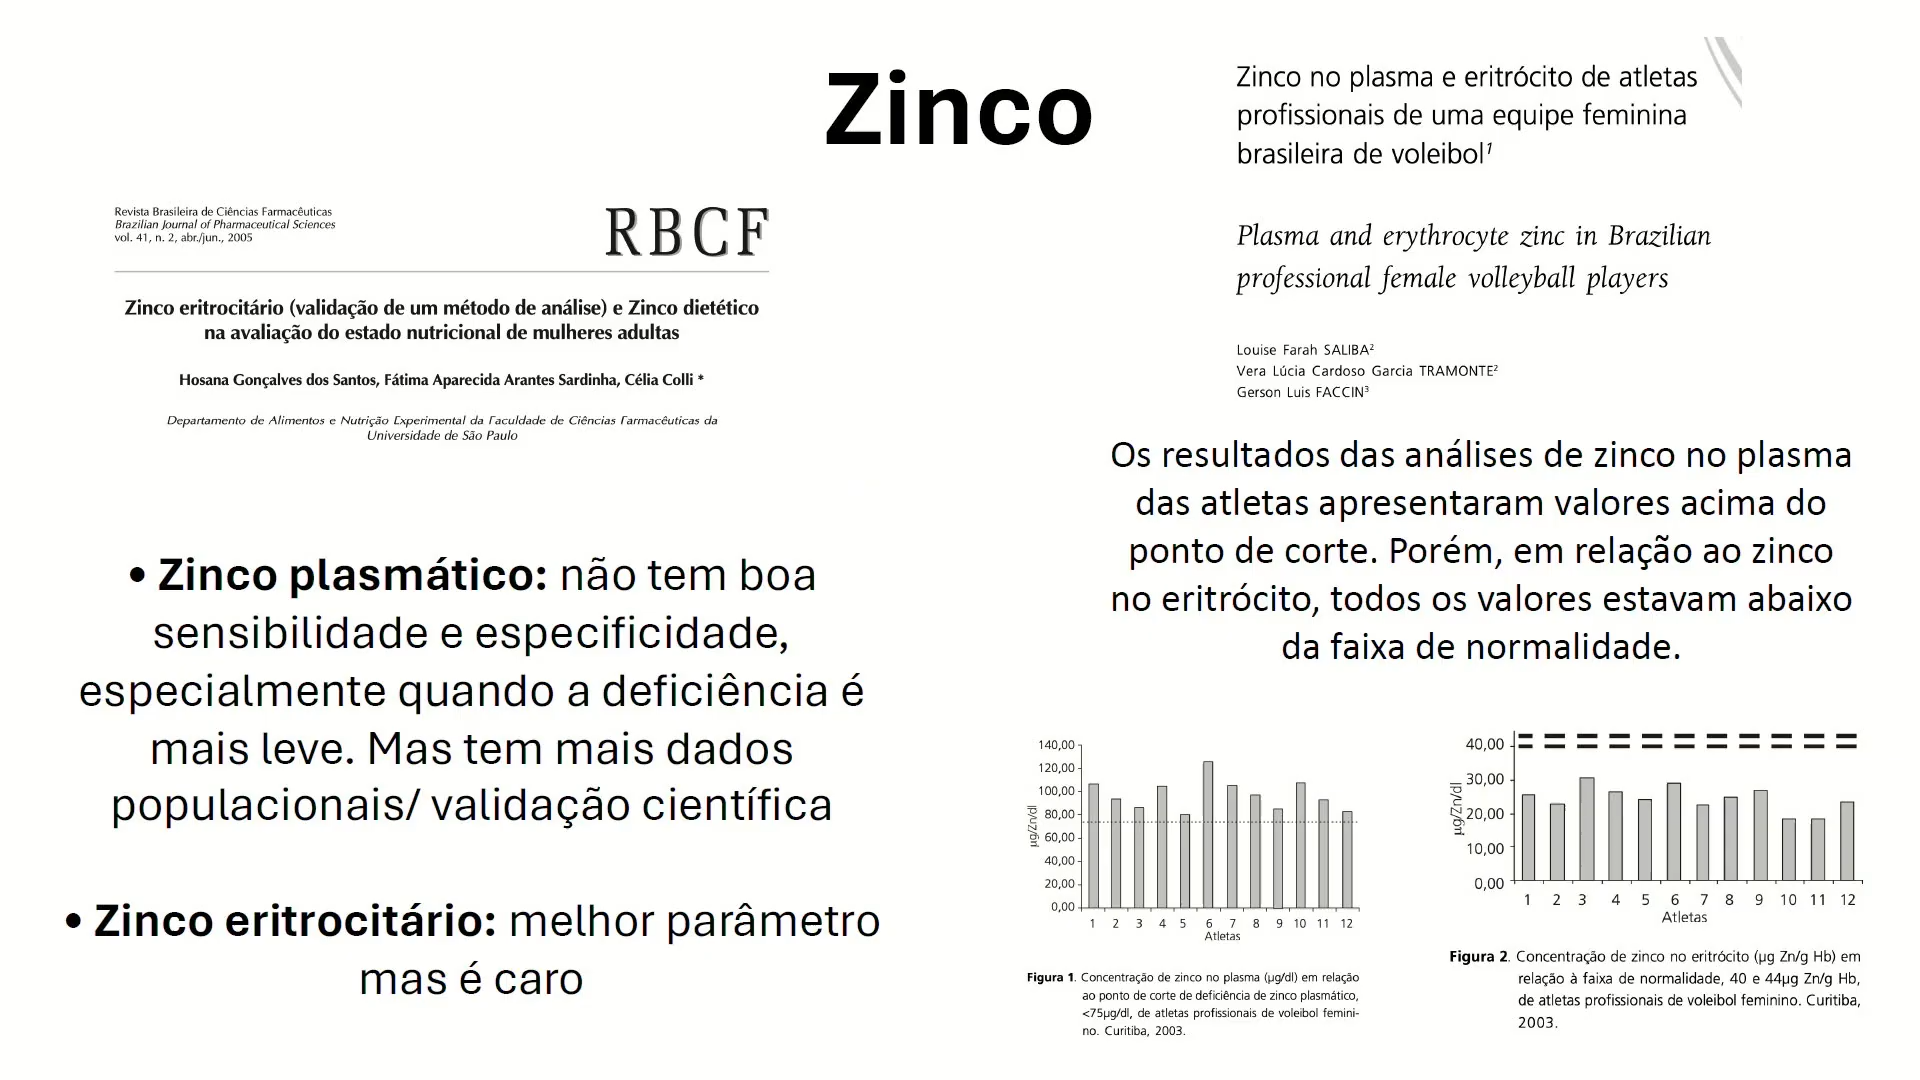 Zinco
Revista Brasileira de Ciências Farmacêuticas
Brazilian Journal of Pharmaceutical Sciences
vol. 41, n. 2, abr./jun., 2005
RBCF
Zinco eritrocitário (validação de um método de análise) e Zinco dietético
na avaliação do estado nutricional de mulheres adultas
Hosana Gonçalves dos Santos, Fátima Aparecida Arantes Sardinha, Célia Colli *
Departamento de Alimentos e Nutrição Experimental da Faculdade de Ciências Farmacêuticas da
Universidade de São Paulo
• Zinco plasmático: não tem boa
sensibilidade e especificidade,
especialmente quando a deficiência é
mais leve. Mas tem mais dados
populacionais/ validação científica
• Zinco eritrocitário: melhor parâmetro
mas é caro
Zinco no plasma e eritrócito de atletas
profissionais de uma equipe feminina
brasileira de voleibol¹
Plasma and erythrocyte zinc in Brazilian
professional female volleyball players
Louise Farah SALIBA²
Vera Lúcia Cardoso Garcia TRAMONTE²
Gerson Luis FACCIN³
Os resultados das análises de zinco no plasma
das atletas apresentaram valores acima do
ponto de corte. Porém, em relação ao zinco
no eritrócito, todos os valores estavam abaixo
da faixa de normalidade.
140,00
120,00
100,00
80,00
60,00
40,00
20,00
0,00
µg/Zn/dl
1 2 3 4 5 6 7 8 9 10 11 12
Atletas
Figura 1. Concentração de zinco no plasma (µg/dl) em relação
ao ponto de corte de deficiência de zinco plasmático,
<75µg/dl, de atletas profissionais de voleibol femini-
no. Curitiba, 2003.
40,00
30,00
20,00
10,00
0,00
µg/Zn/dl
1 2 3 4 5 6 7 8 9 10 11 12
Atletas
Figura 2. Concentração de zinco no eritrócito (µg Zn/g Hb) em
relação à faixa de normalidade, 40 e 44µg Zn/g Hb,
de atletas profissionais de voleibol feminino. Curitiba,
2003.